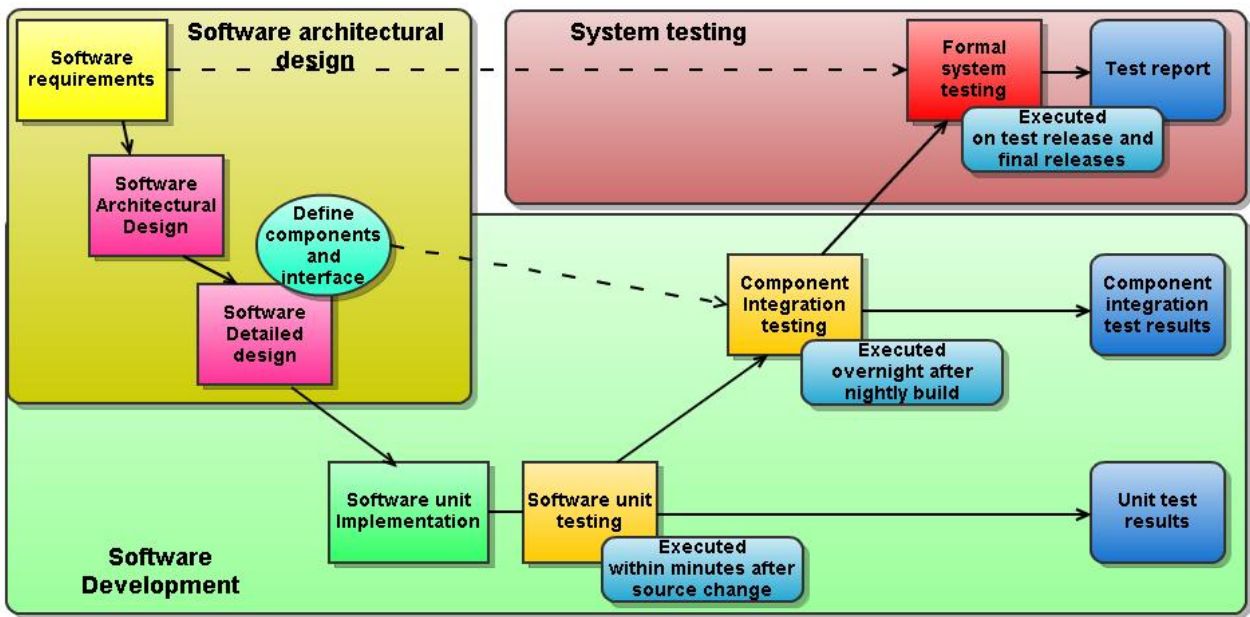 Software architectural
design
Software
requirements
System testing
Formal
system
testing
Test report
Executed
on test release and
final releases
Software
Architectural
Design
Define
components
and
interface
Software
Detailed
design
Component
Integration
testing
Component
integration
test results
Executed
overnight after
nightly build
Software unit
Implementation
Software unit
testing
Unit test
results
Executed
within minutes after
source change
Software
Development